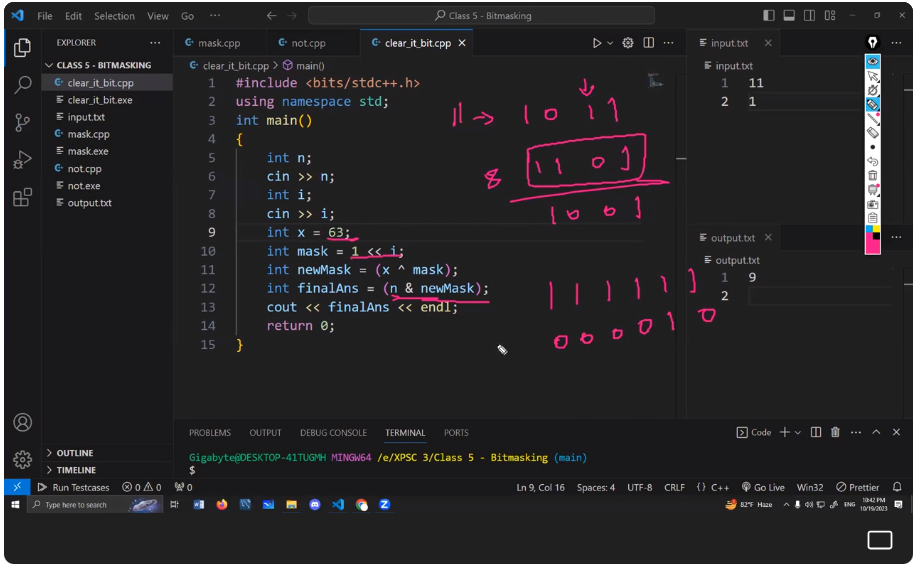 File Edit Selection View Go ··· Class 5 - Bitmasking
EXPLORER ···
CLASS 5 - BITMASKING
clear_it_bit.cpp
clear_it_bit.exe
input.txt
mask.cpp
mask.exe
not.cpp
not.exe
output.txt
OUTLINE
TIMELINE
mask.cpp not.cpp clear_it_bit.cpp
clear_it_bit.cpp > main()
1 #include <bits/stdc++.h>
2 using namespace std;
3 int main()
4 {
5 int n;
6 cin >> n;
7 int i;
8 cin >> i;
9 int x = 63;
10 int mask = 1 << i;
11 int newMask = (x ^ mask);
12 int finalAns = (n & newMask);
13 cout << finalAns << endl;
14 return 0;
15 }
11 → 1 0 1 1
8 1 1 0 1
1 0 0 1
1 1 1 1 1 1
0 0 0 0 1 0
input.txt
input.txt
1 11
2 1
output.txt
output.txt
1 9
2
PROBLEMS OUTPUT DEBUG CONSOLE TERMINAL PORTS
Code
Gigabyte@DESKTOP-41TUGMH MINGW64 /e/XPSC 3/Class 5 - Bitmasking (main)
$
Run Testcases 0 0 0 Ln 9, Col 16 Spaces: 4 UTF-8 CRLF {} C++ Go Live Win32 Prettier
Type here to search 82°F Haze ENG 10:42 PM
10/19/2023